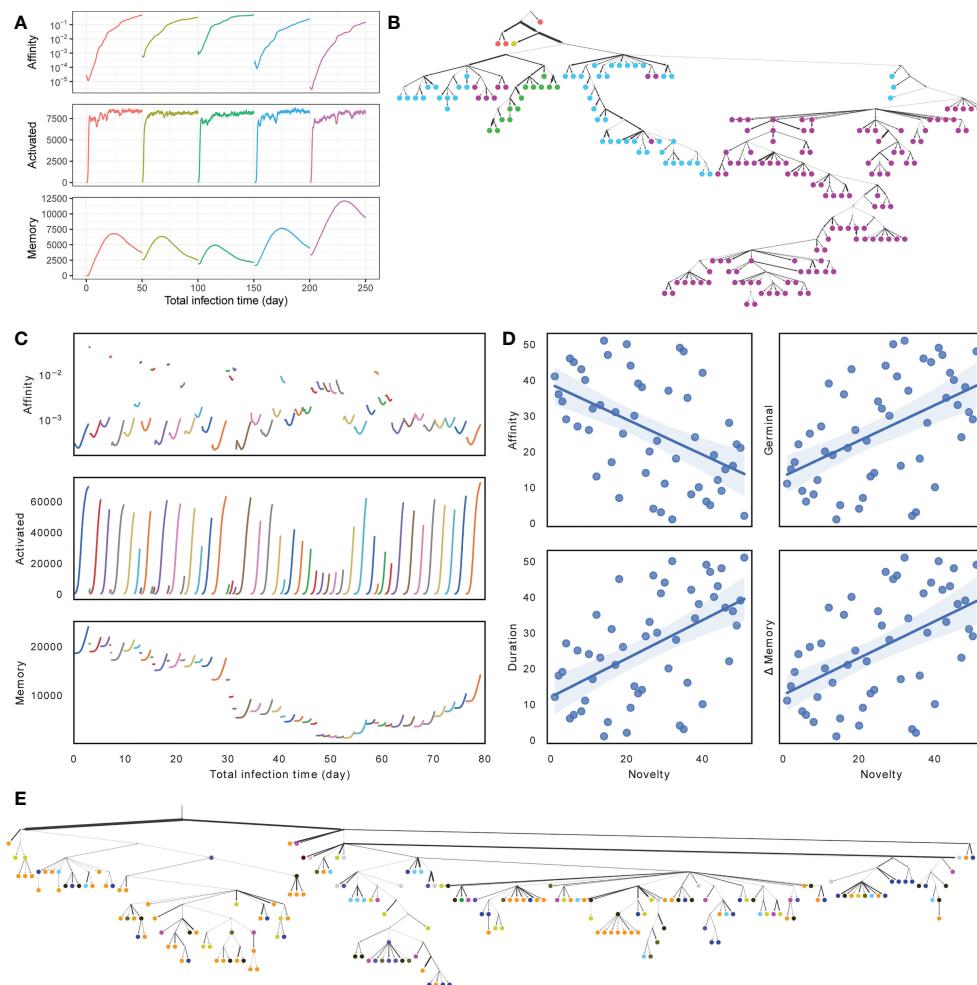 A
Affinity
10⁻¹
10⁻²
10⁻³
10⁻⁴
10⁻⁵
Activated
7500
5000
2500
0
Memory
12500
10000
7500
5000
2500
0
0 50 100 150 200 250
Total infection time (day)
B
C
Affinity
10⁻²
10⁻³
Activated
60000
40000
20000
0
Memory
20000
10000
0 10 20 30 40 50 60 70 80
Total infection time (day)
D
Affinity
50
40
30
20
10
0
Germinal
Duration
50
40
30
20
10
0
0 20 40
Novelty
Δ Memory
0 20 40
Novelty
E